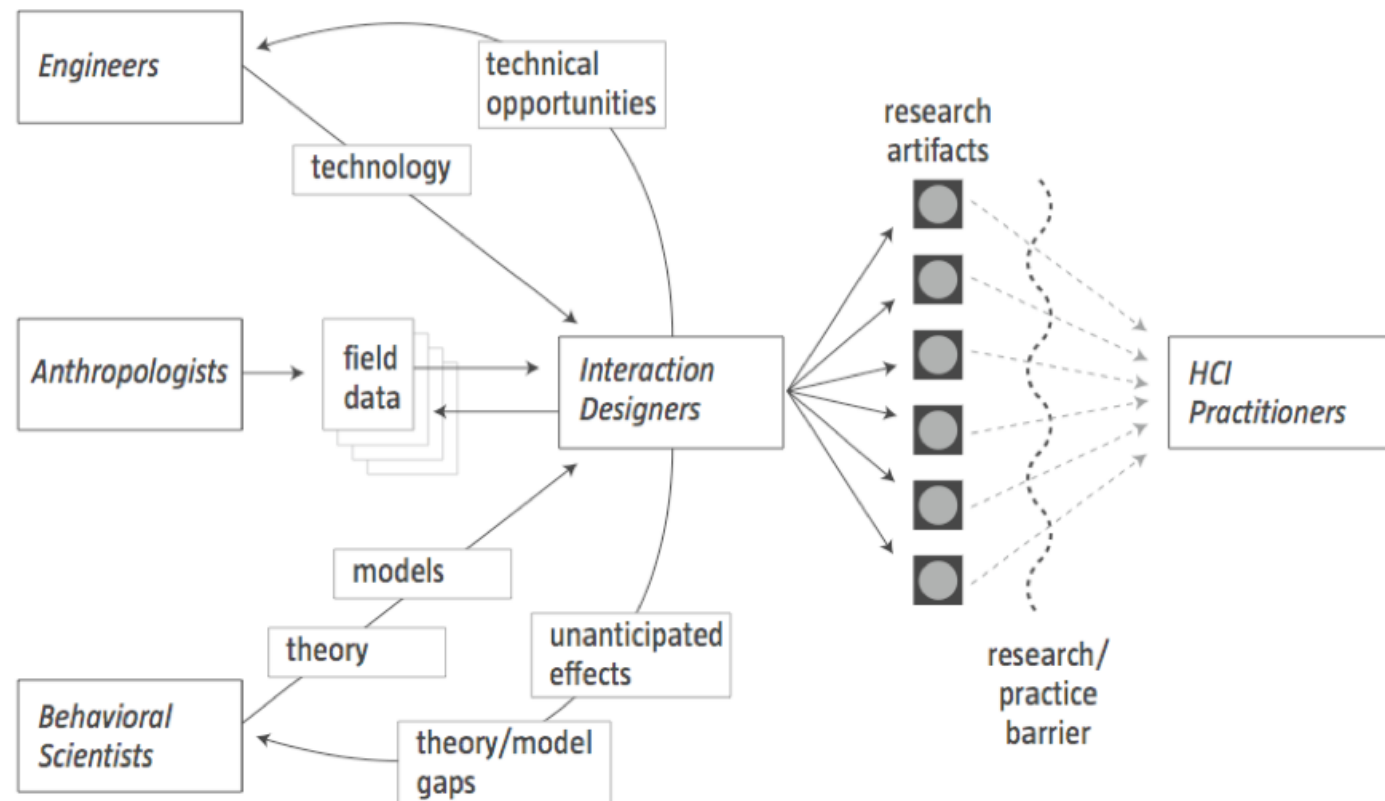 Engineers
technical
opportunities
technology
research
artifacts
Anthropologists
field
data
Interaction
Designers
HCI
Practitioners
models
theory
unanticipated
effects
research/
practice
barrier
Behavioral
Scientists
theory/model
gaps